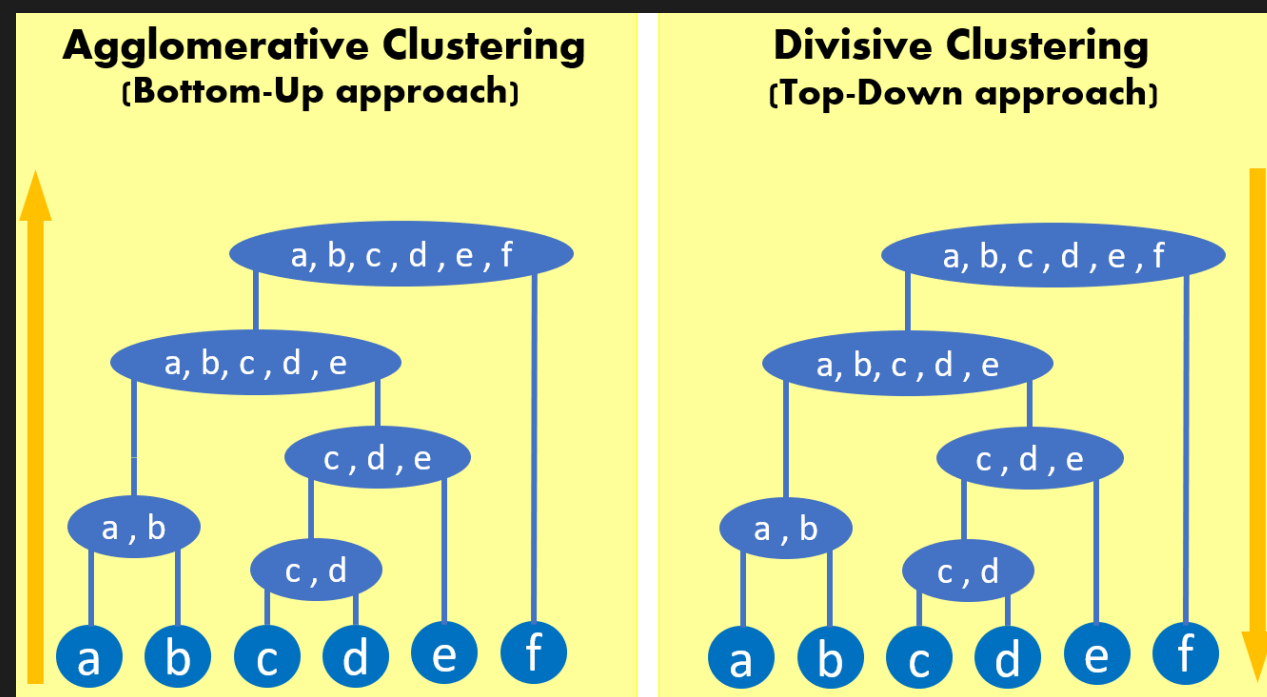 Agglomerative Clustering
(Bottom-Up approach)
a, b, c , d , e , f
a, b, c , d , e
c , d , e
a , b
c , d
a b c d e f
Divisive Clustering
(Top-Down approach)
a, b, c , d , e , f
a, b, c , d , e
c , d , e
a , b
c , d
a b c d e f